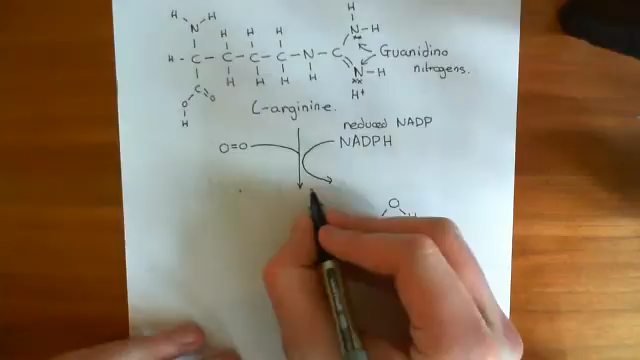 H
H H H
N H H H H N-H
H-C-C-C-C-N-C Guanidino
H H H H N-H nitrogens.
C H+
O O
H
L-arginine.
reduced NADP
O=O NADPH
O
H